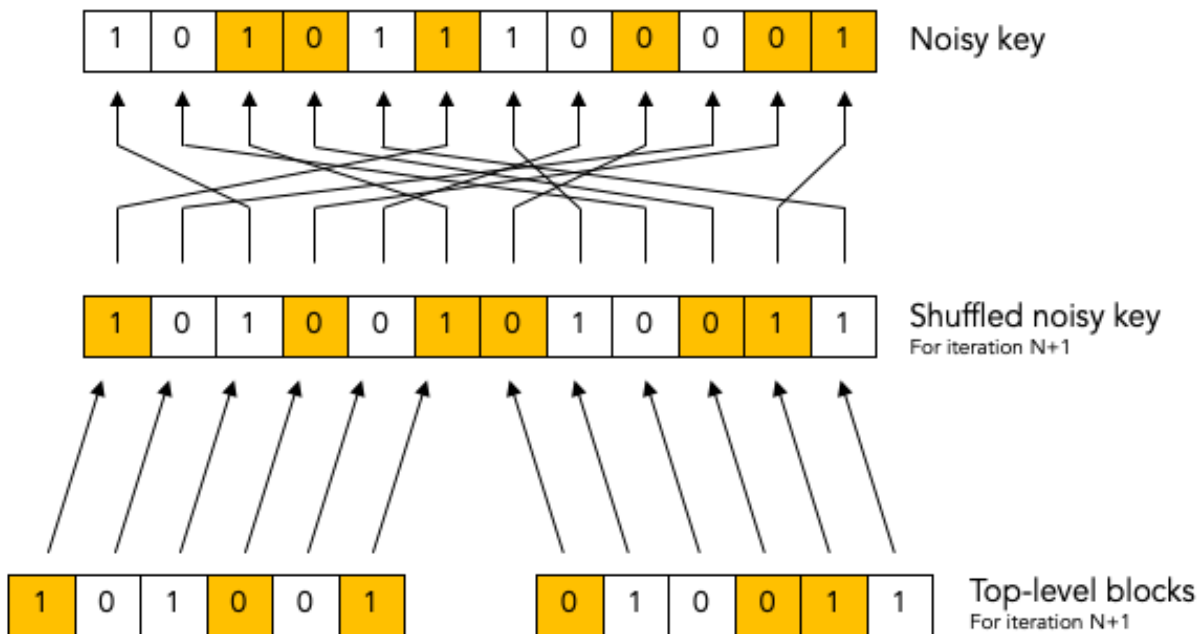 1 0 1 0 1 1 1 0 0 0 0 1 Noisy key
1 0 1 0 0 1 0 1 0 0 1 1 Shuffled noisy key
For iteration N+1
1 0 1 0 0 1 0 1 0 0 1 1 Top-level blocks
For iteration N+1